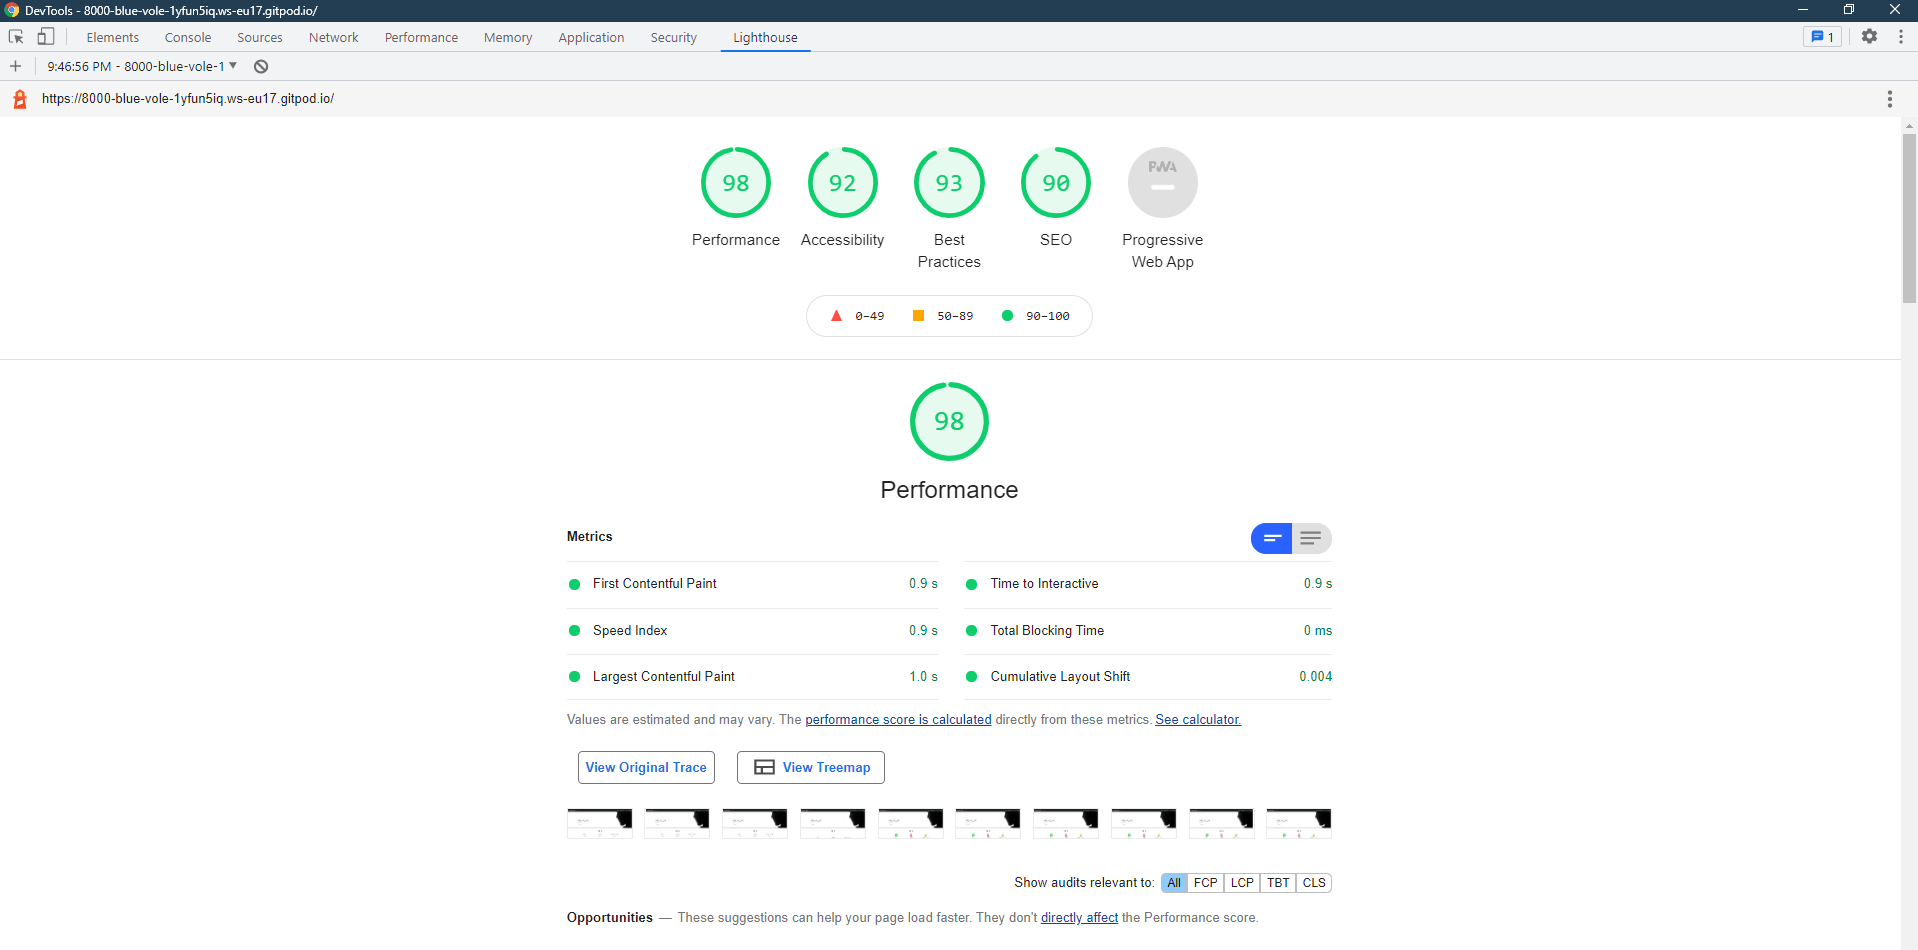 DevTools - 8000-blue-vole-1yfun5iq.ws-eu17.gitpod.io/
Elements Console Sources Network Performance Memory Application Security Lighthouse 1
9:46:56 PM - 8000-blue-vole-1
https://8000-blue-vole-1yfun5iq.ws-eu17.gitpod.io/
98 92 93 90 PWA
Performance Accessibility Best Practices SEO Progressive Web App
0–49 50–89 90–100
98
Performance
Metrics
First Contentful Paint 0.9 s Time to Interactive 0.9 s
Speed Index 0.9 s Total Blocking Time 0 ms
Largest Contentful Paint 1.0 s Cumulative Layout Shift 0.004
Values are estimated and may vary. The performance score is calculated directly from these metrics. See calculator.
View Original Trace View Treemap
Show audits relevant to: All FCP LCP TBT CLS
Opportunities — These suggestions can help your page load faster. They don't directly affect the Performance score.